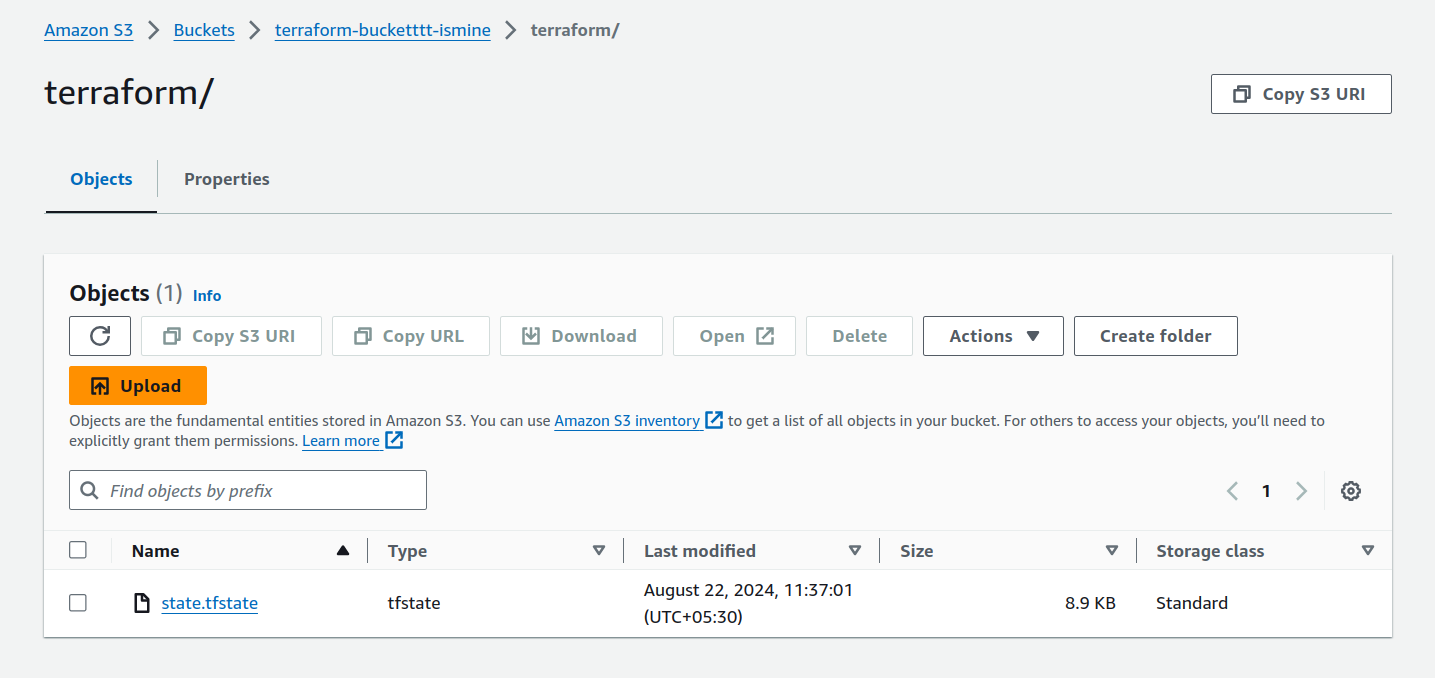 Amazon S3 > Buckets > terraform-bucketttt-ismine > terraform/
terraform/
Copy S3 URI
Objects Properties
Objects (1) Info
Copy S3 URI Copy URL Download Open Delete Actions Create folder
Upload
Objects are the fundamental entities stored in Amazon S3. You can use Amazon S3 inventory to get a list of all objects in your bucket. For others to access your objects, you’ll need to
explicitly grant them permissions. Learn more
Find objects by prefix
1
Name Type Last modified Size Storage class
state.tfstate tfstate August 22, 2024, 11:37:01 8.9 KB Standard
(UTC+05:30)